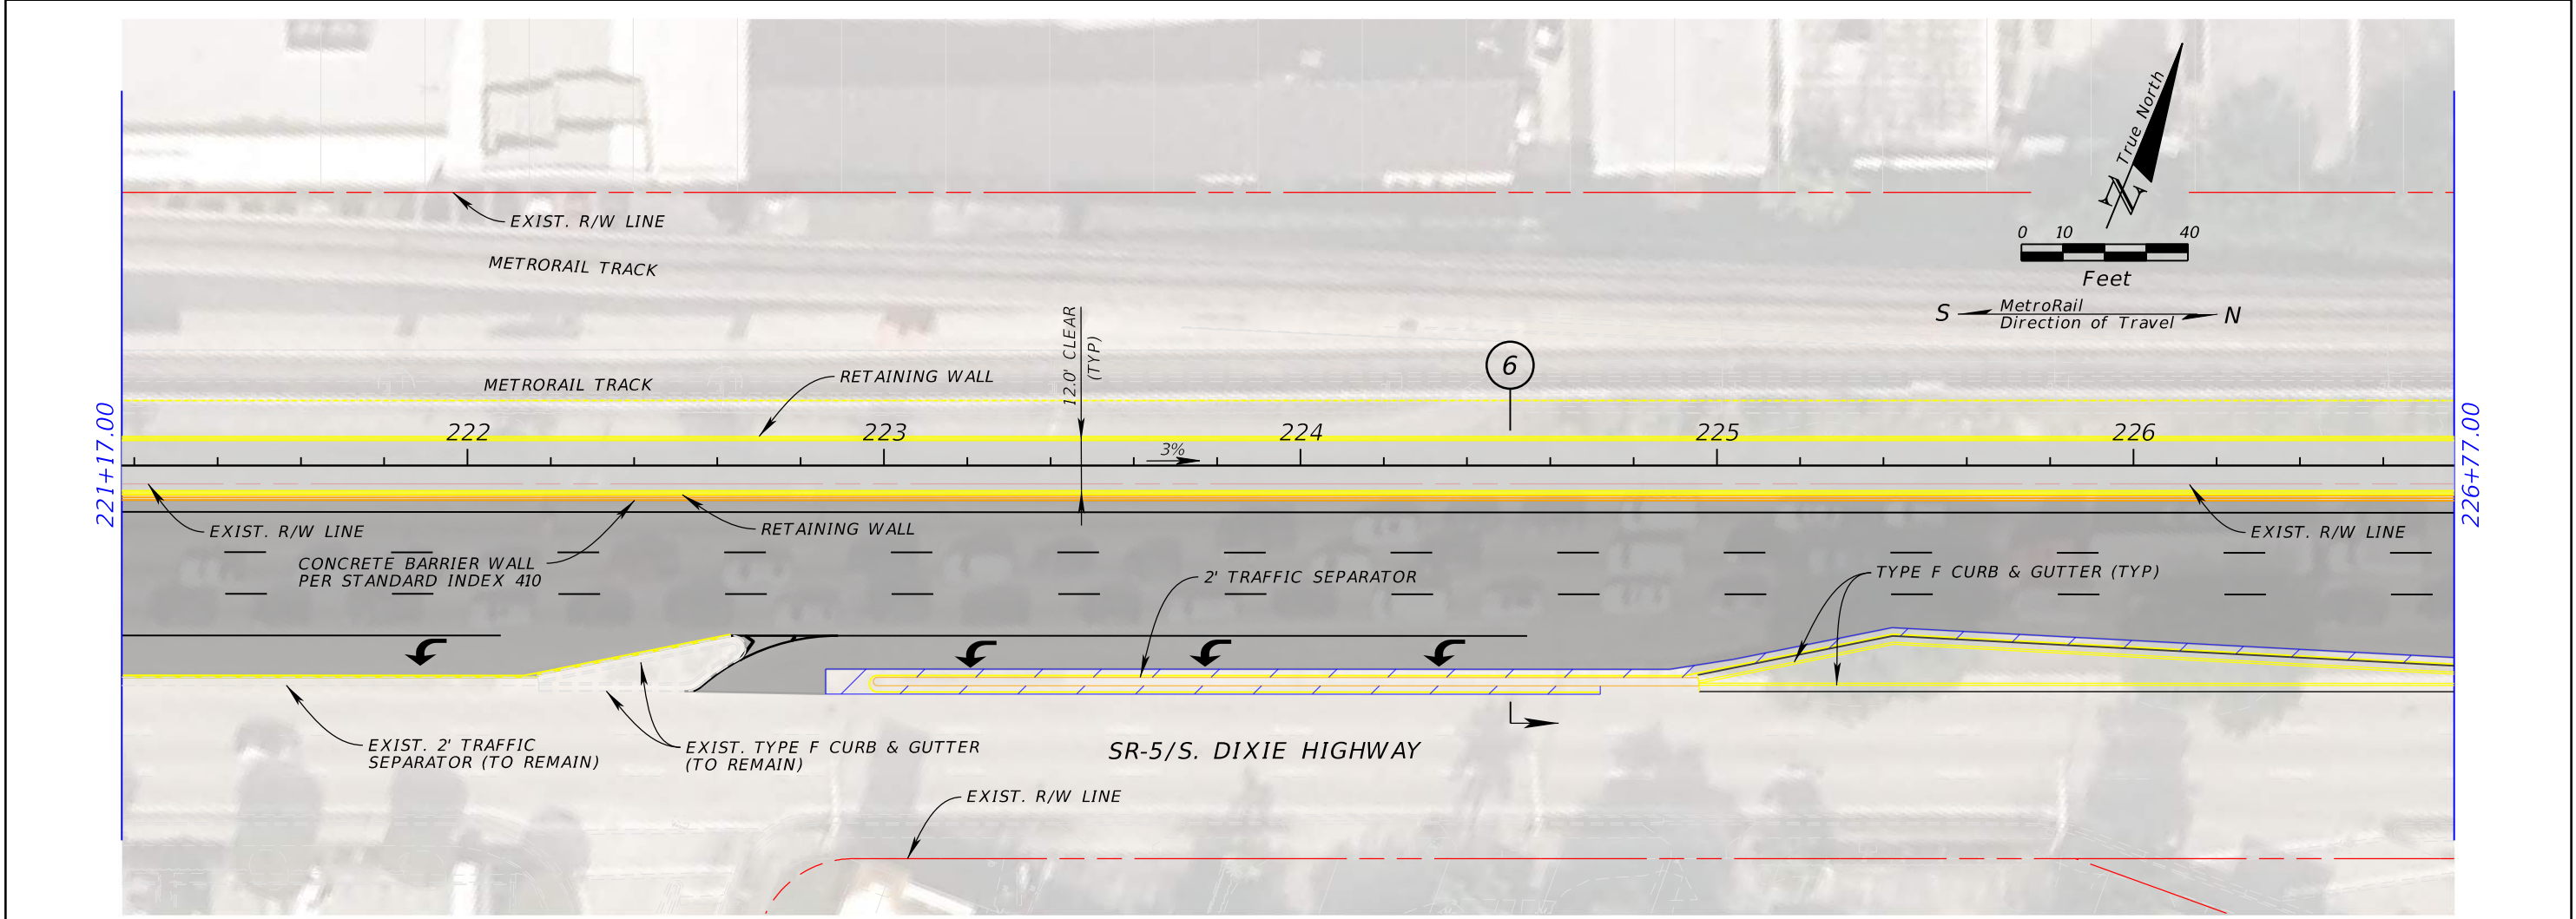 True North
EXIST. R/W LINE
0 10 40
Feet
METRORAIL TRACK
S MetroRail N
Direction of Travel
12.0' CLEAR
(TYP)
6
RETAINING WALL
METRORAIL TRACK
221+17.00
226+77.00
222 223 224 225 226
3%
EXIST. R/W LINE
RETAINING WALL
EXIST. R/W LINE
CONCRETE BARRIER WALL
PER STANDARD INDEX 410
2' TRAFFIC SEPARATOR
TYPE F CURB & GUTTER (TYP)
EXIST. 2' TRAFFIC
SEPARATOR (TO REMAIN)
EXIST. TYPE F CURB & GUTTER
(TO REMAIN)
SR-5/S. DIXIE HIGHWAY
EXIST. R/W LINE